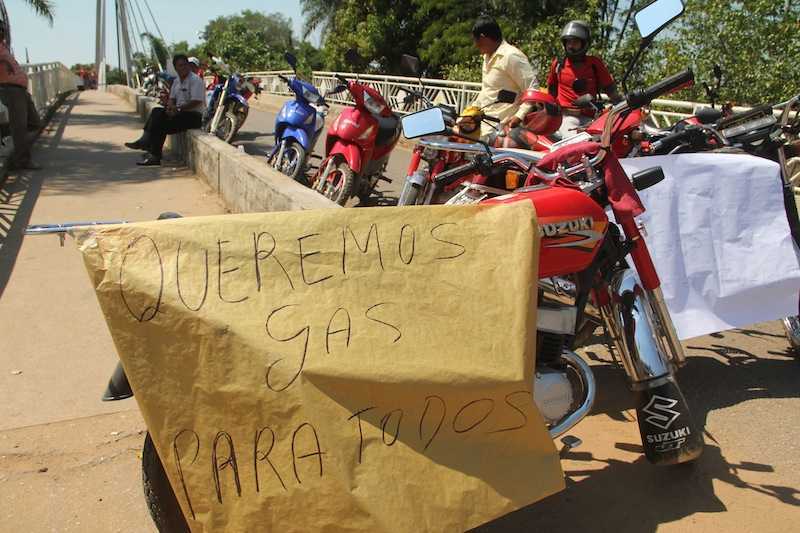 QUEREMOS
gAS
PARA TODOS
SUZUKI
SUZUKI